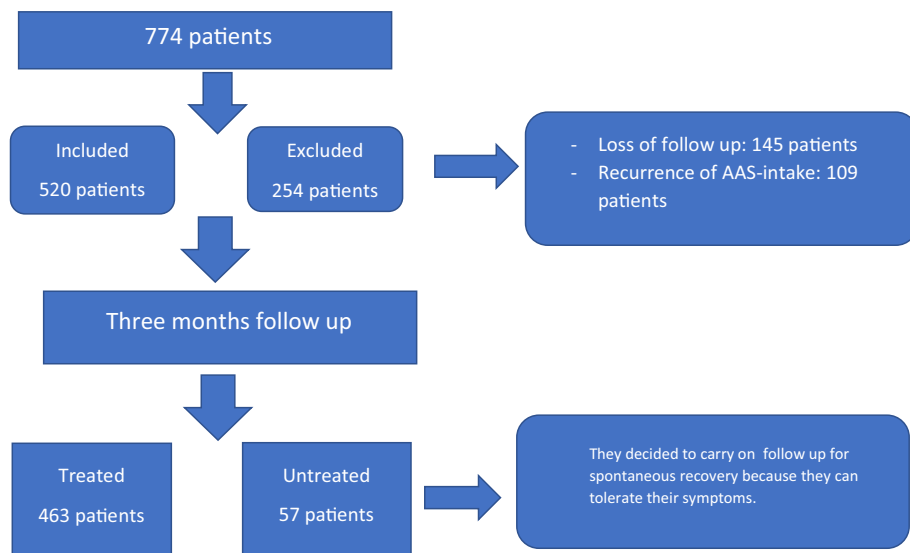 774 patients
Included
520 patients
Excluded
254 patients
- Loss of follow up: 145 patients
- Recurrence of AAS-intake: 109
patients
Three months follow up
Treated
463 patients
Untreated
57 patients
They decided to carry on follow up for
spontaneous recovery because they can
tolerate their symptoms.